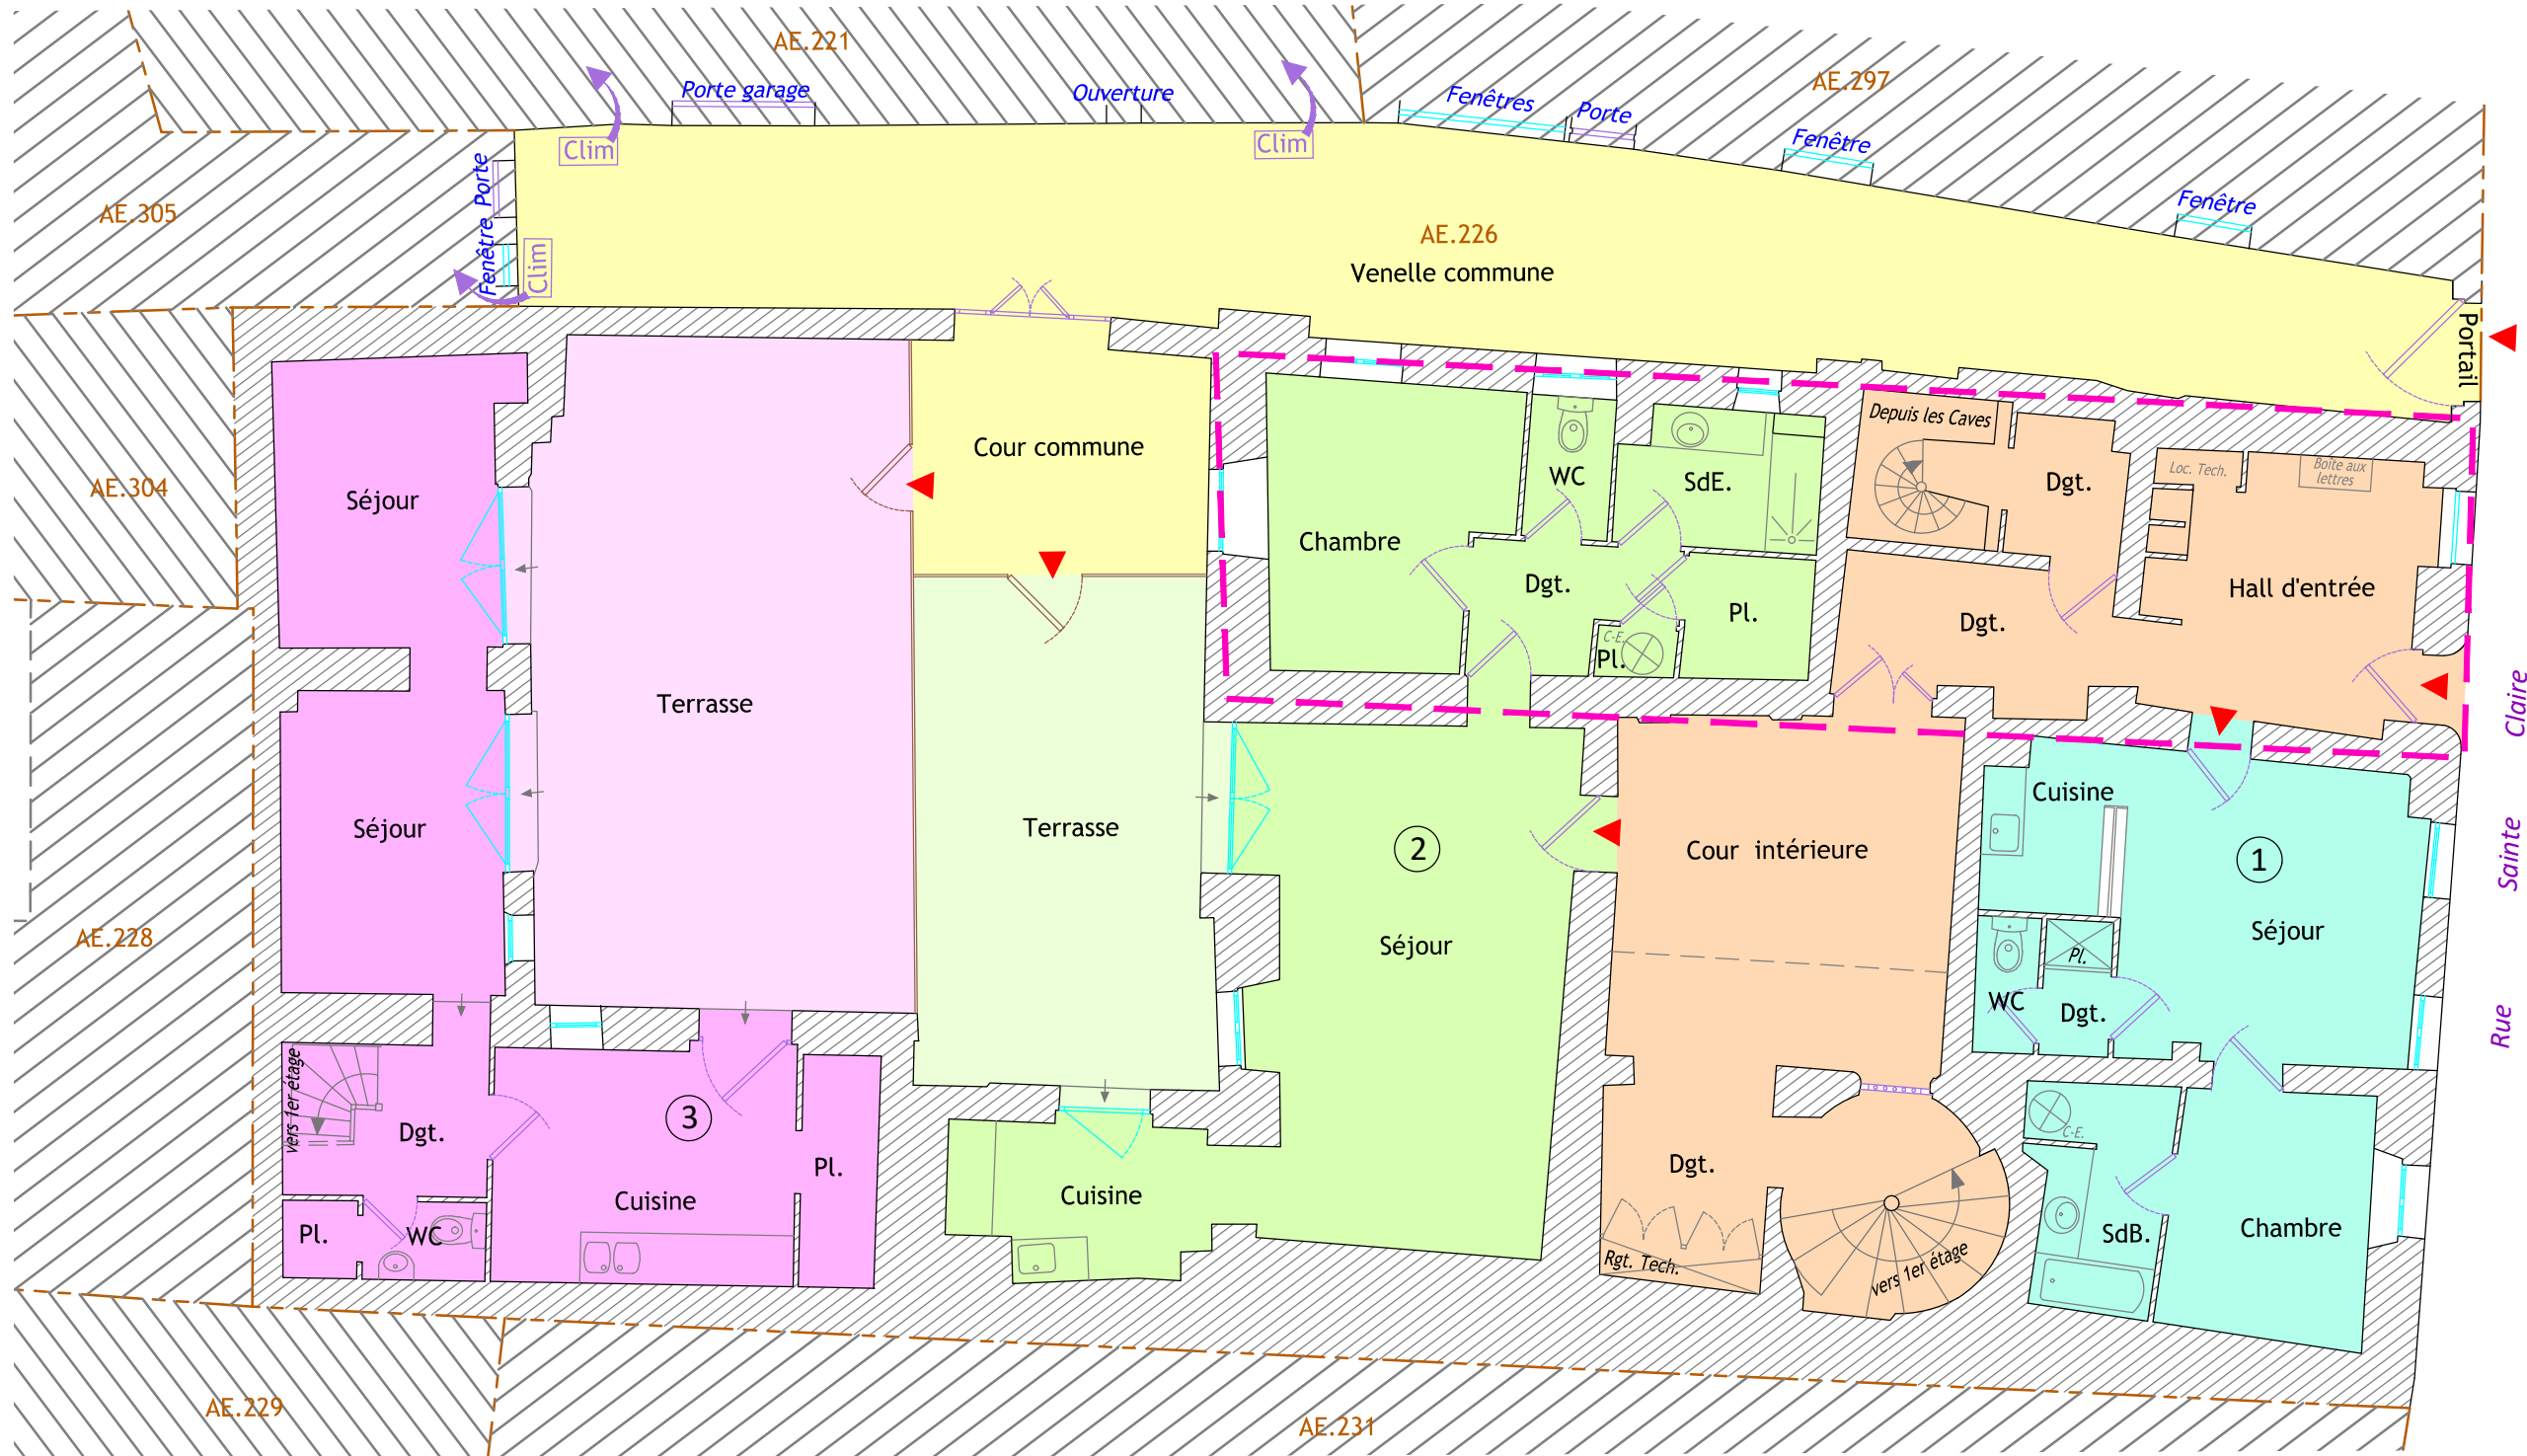 AE.221
AE.297
Porte garage
Ouverture
Fenêtres
Porte
Fenêtre
Fenêtre
Clim
Clim
Porte
Fenêtre
Clim
AE.305
AE.226
Venelle commune
Portail
AE.304
Séjour
Cour commune
Depuis les Caves
WC
SdE.
Dgt.
Loc. Tech.
Boîte aux
lettres
Chambre
Dgt.
Pl.
C-E.
Pl.
Dgt.
Hall d'entrée
Terrasse
Séjour
Terrasse
2
Cour intérieure
Cuisine
1
Séjour
Séjour
Rue Sainte Claire
AE.228
WC
Pl.
Dgt.
vers 1er étage
Dgt.
3
Pl.
Cuisine
Pl.
WC
Cuisine
Dgt.
Rgt. Tech.
vers 1er étage
C-E.
SdB.
Chambre
AE.229
AE.231